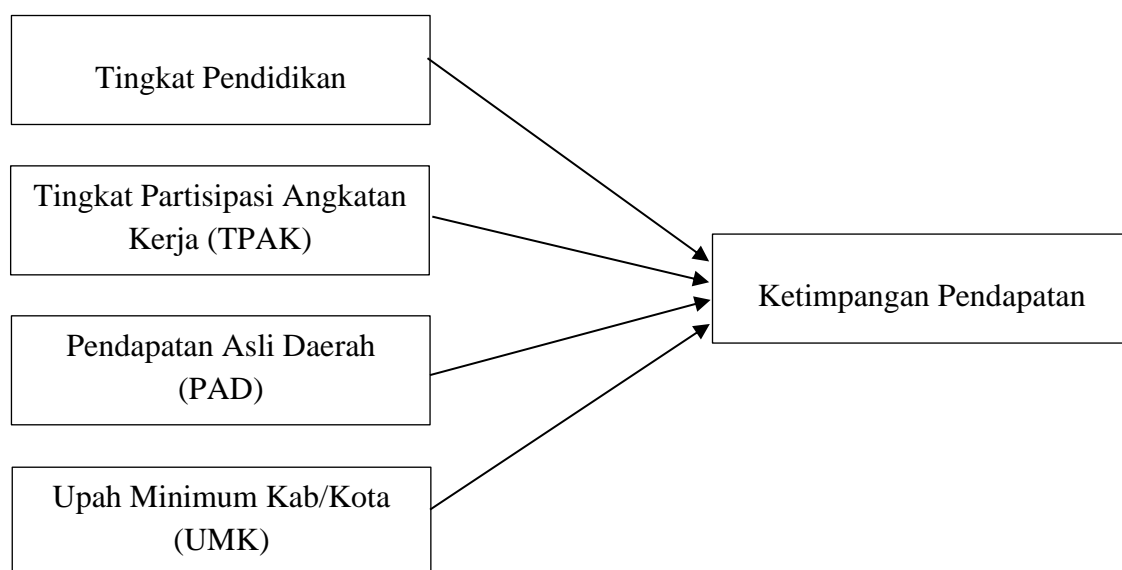 Tingkat Pendidikan
Tingkat Partisipasi Angkatan
Kerja (TPAK)
Pendapatan Asli Daerah
(PAD)
Upah Minimum Kab/Kota
(UMK)
Ketimpangan Pendapatan